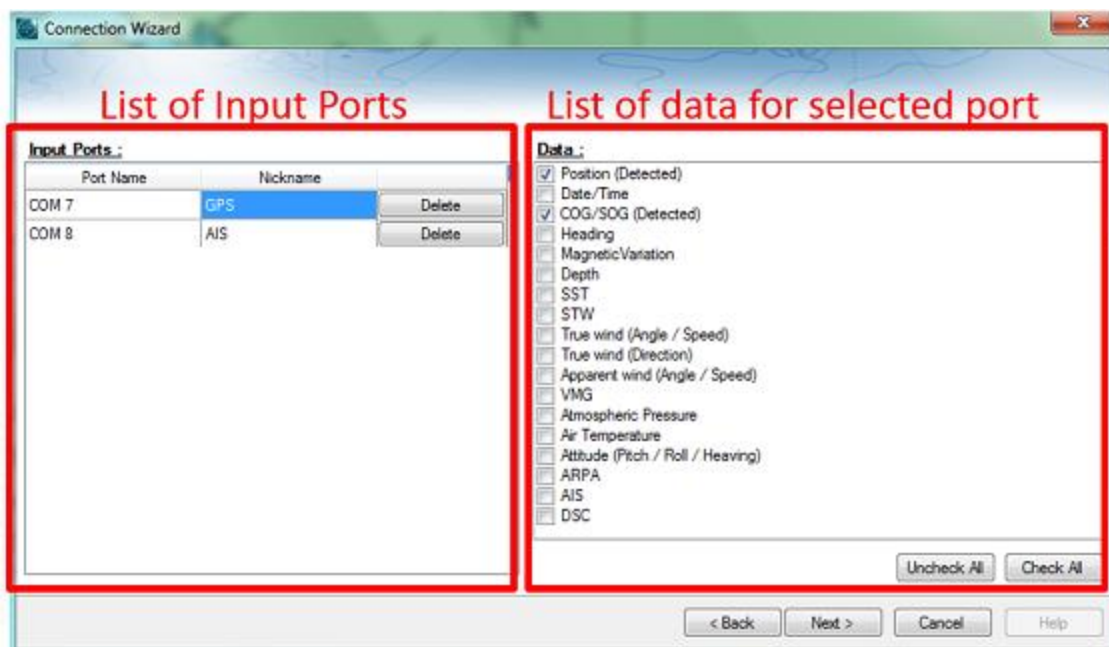 Connection Wizard
x
List of Input Ports
List of data for selected port
Input Ports :
Port Name Nickname
COM 7 GPS Delete
COM 8 AIS Delete
Data :
Position (Detected)
Date/Time
COG/SOG (Detected)
Heading
MagneticVariation
Depth
SST
STW
True wind (Angle / Speed)
True wind (Direction)
Apparent wind (Angle / Speed)
VMG
Atmospheric Pressure
Air Temperature
Attitude (Pitch / Roll / Heaving)
ARPA
AIS
DSC
Uncheck All Check All
< Back Next > Cancel Help